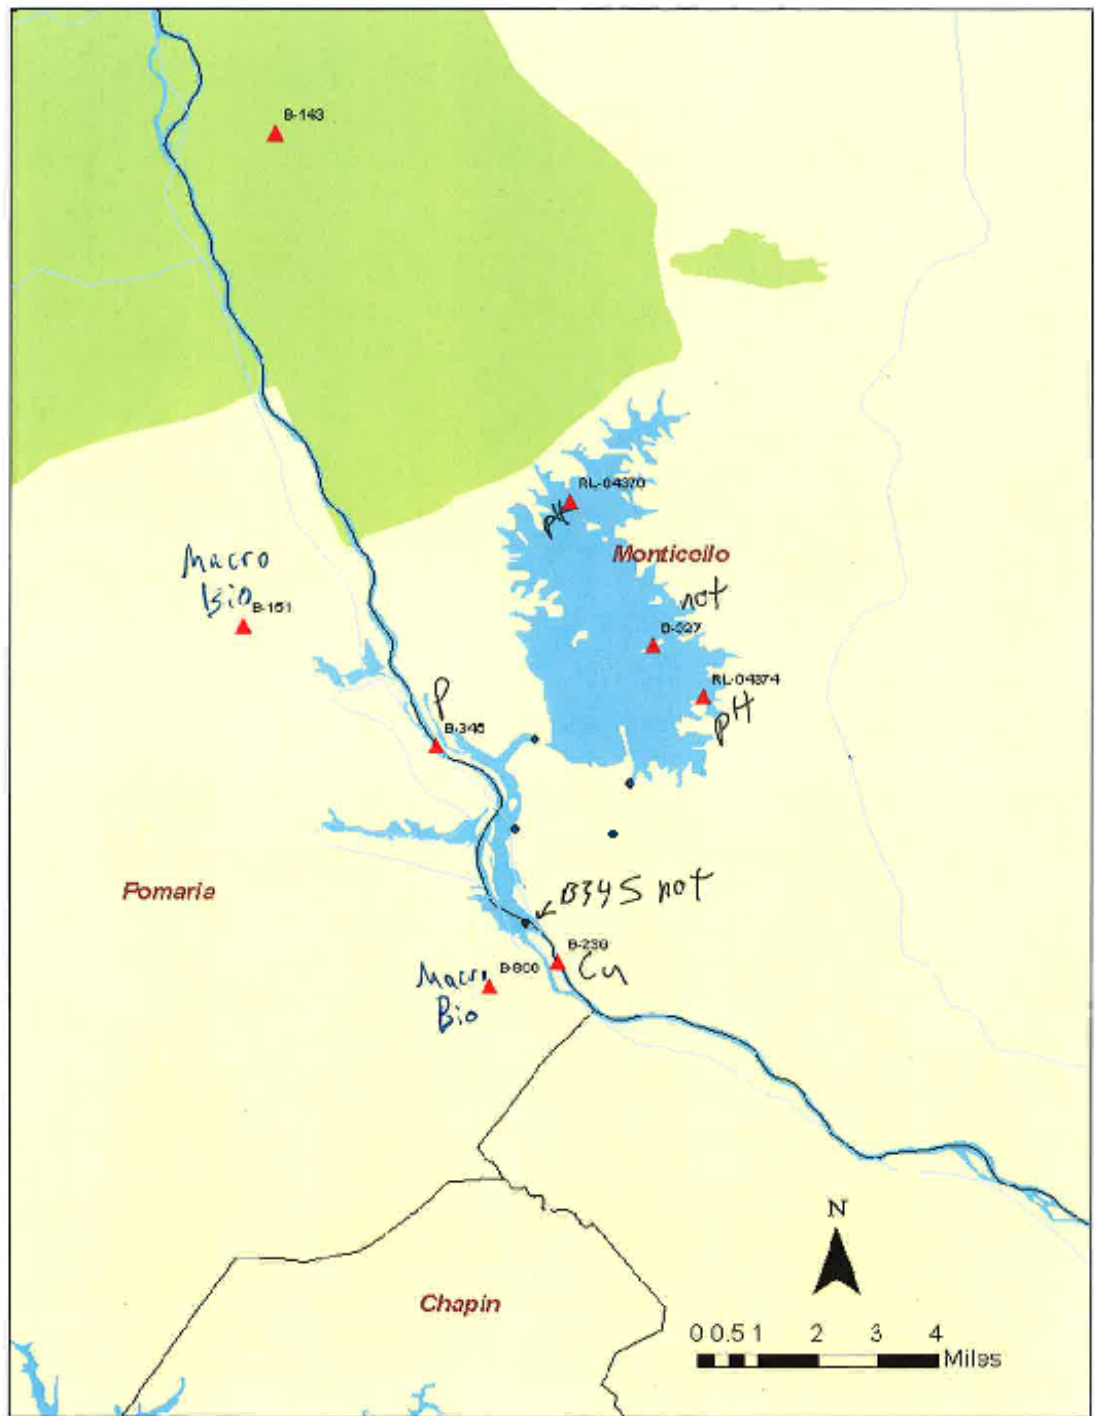 B-143
RL-04370
pH
Monticello
Macro
Bio
B-151
not
B-327
RL-04374
pH
P
B-345
Pomaria
B345 not
B-236
Cu
B-800
Macro
Bio
N
Chapin
0 0.5 1 2 3 4
Miles